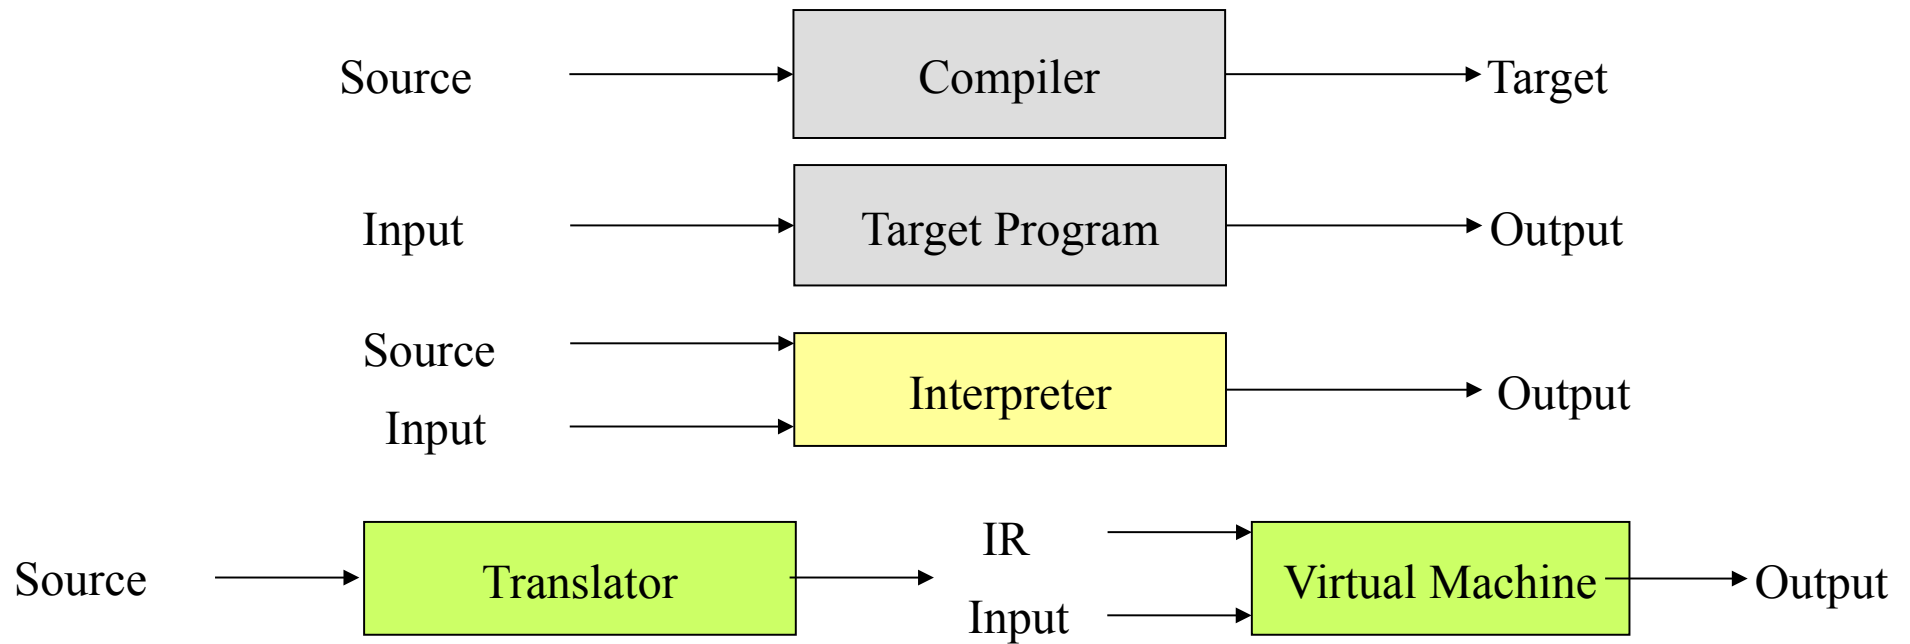 Source Compiler Target
Input Target Program Output
Source
Interpreter Output
Input
IR
Source Translator Virtual Machine Output
Input